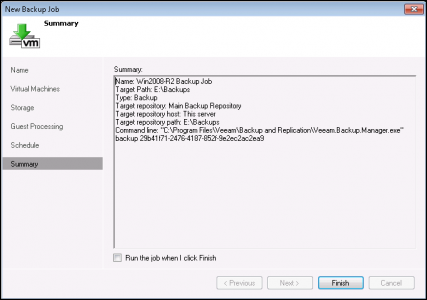 New Backup Job
Summary
vm
Name
Virtual Machines
Storage
Guest Processing
Schedule
Summary
Summary:
Name: Win2008-R2 Backup Job
Target Path: E:\Backups
Type: Backup
Target repository: Main Backup Repository
Target repository host: This server
Target repository path: E:\Backups
Command line: "C:\Program Files\Veeam\Backup and Replication\Veeam.Backup.Manager.exe"
backup 29b41f71-2476-4187-852f-9e2ec2ac2ea9
Run the job when I click Finish
< Previous
Next >
Finish
Cancel